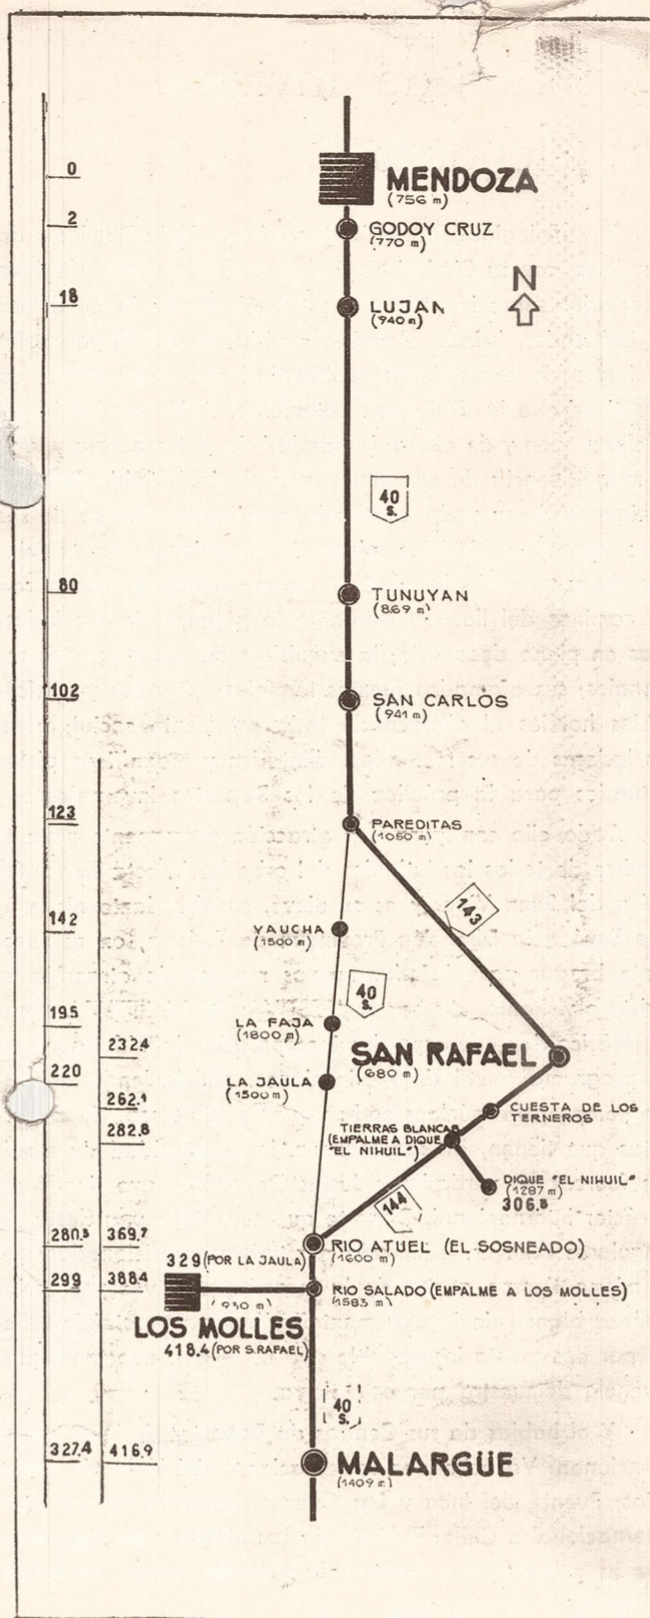 0
MENDOZA
(756 m)
2
GODOY CRUZ
(770 m)
N
18
LUJAN
(940 m)
40
S.
80
TUNUYAN
(869 m)
102
SAN CARLOS
(941 m)
123
PAREDITAS
(1050 m)
143
142
YAUCHA
(1500 m)
40
S.
195
LA FAJA
(1800 m)
232.4
SAN RAFAEL
(680 m)
220
LA JAULA
(1500 m)
262.1
CUESTA DE LOS
TERNEROS
282.8
TIERRAS BLANCAS
(EMPALME A DIQUE
"EL NIHUIL")
DIQUE "EL NIHUIL"
(1287 m)
306.8
144
280.5 369.7
RIO ATUEL (EL SOSNEADO)
(1600 m)
329 (POR LA JAULA)
299 388.4
RIO SALADO (EMPALME A LOS MOLLES)
(1583 m)
LOS MOLLES
418.4 (POR S. RAFAEL)
40
S.
327.4 416.9
MALARGÜE
(1409 m)